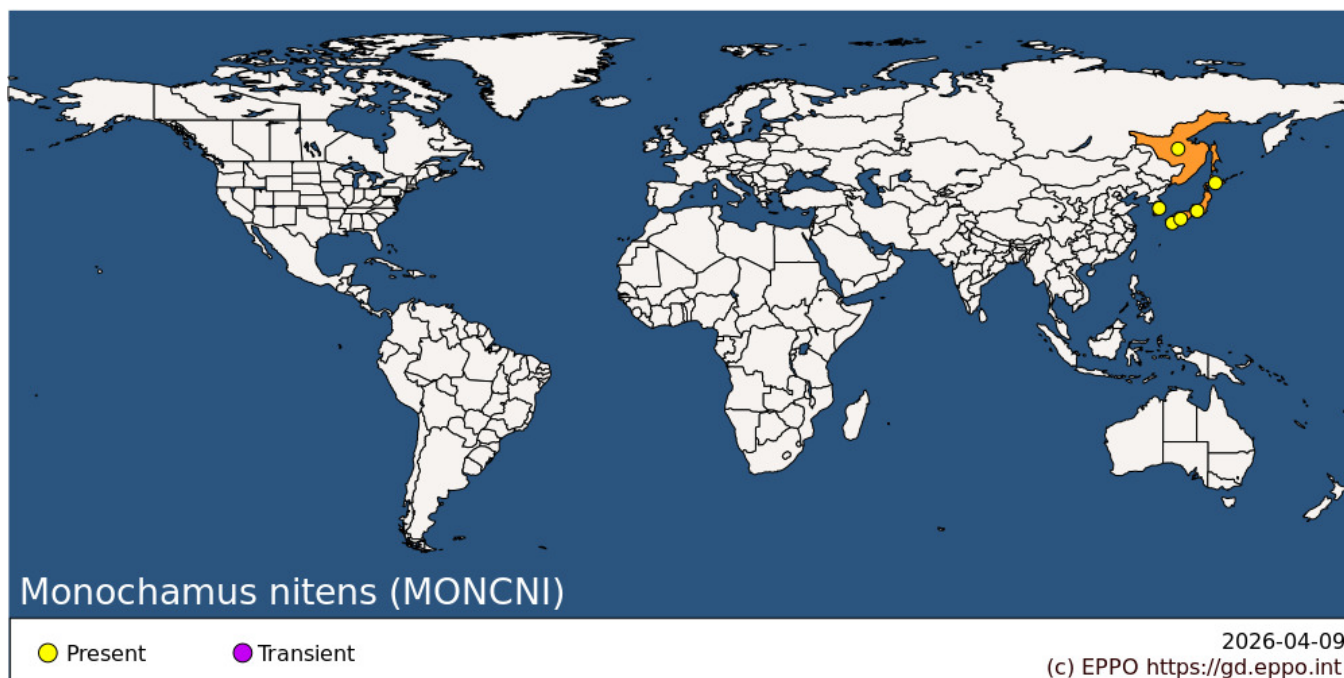 Monochamus nitens (MONCNI)
Present
Transient
2026-04-09
(c) EPPO https://gd.eppo.int